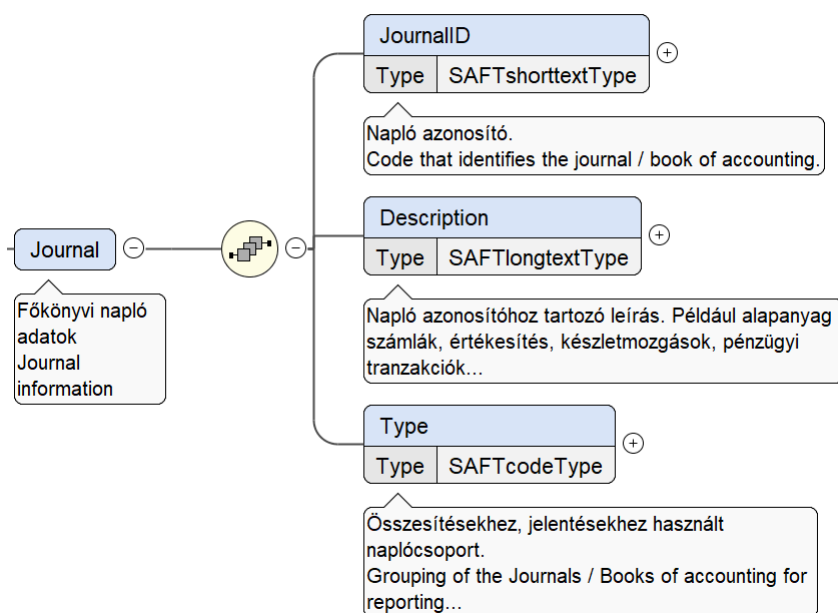 JournalID
Type SAFTshorttextType
Napló azonosító.
Code that identifies the journal / book of accounting.
Journal
Főkönyvi napló
adatok
Journal
information
Description
Type SAFTlongtextType
Napló azonosítóhoz tartozó leírás. Például alapanyag
számlák, értékesítés, készletmozgások, pénzügyi
tranzakciók...
Type
Type SAFTcodeType
Összesítésekhez, jelentésekhez használt
naplócsoport.
Grouping of the Journals / Books of accounting for
reporting...